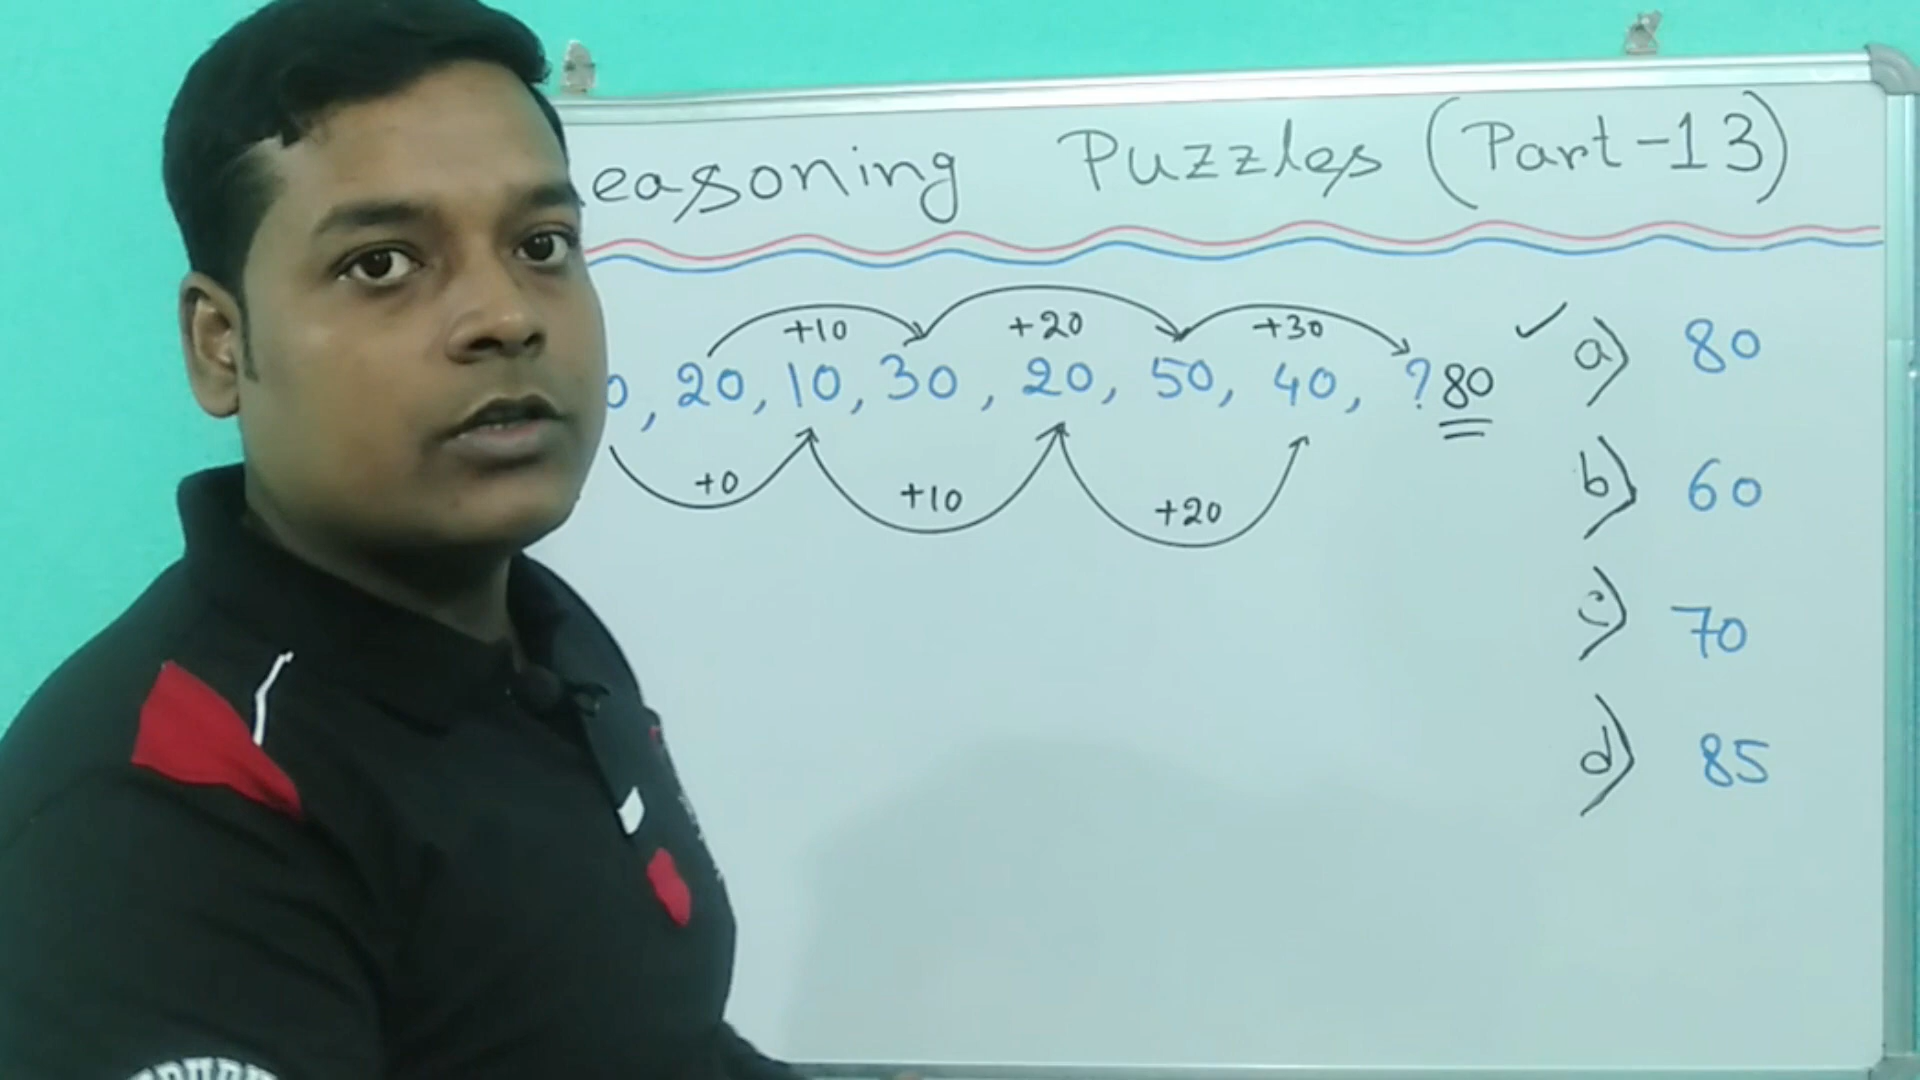 easoning Puzzles (Part-13)
+10 +20 +30
0, 20, 10, 30, 20, 50, 40, ? 80
+0 +10 +20
a) 80
b) 60
c) 70
d) 85